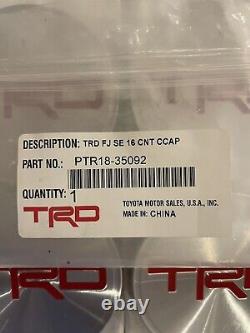 TRD
DESCRIPTION: TRD FJ SE 16 CNT CCAP
PART NO.: PTR18-35092
QUANTITY:
1
TOYOTA MOTOR SALES, U.S.A., INC.
MADE IN: CHINA
TRD
TRD
TRD